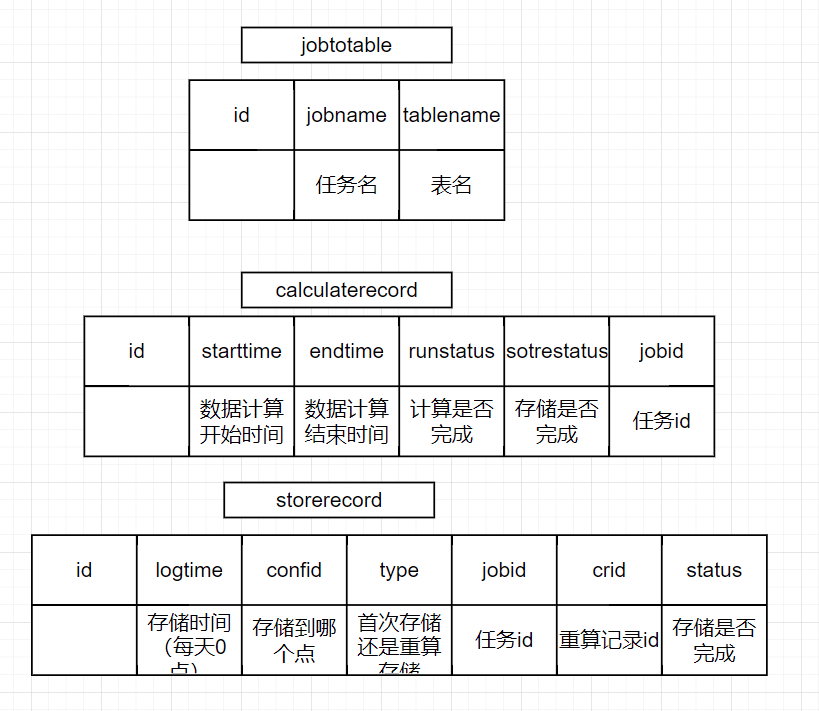 jobtotable
id jobname tablename
任务名 表名
calculaterecord
id starttime endtime runstatus sotrestatus jobid
数据计算 数据计算 计算是否 存储是否 任务id
开始时间 结束时间 完成 完成
storerecord
id logtime confid type jobid crid status
存储时间 存储到哪 首次存储 任务id 重算记录id 存储是否
（每天0 个点 还是重算 完成
点） 存储